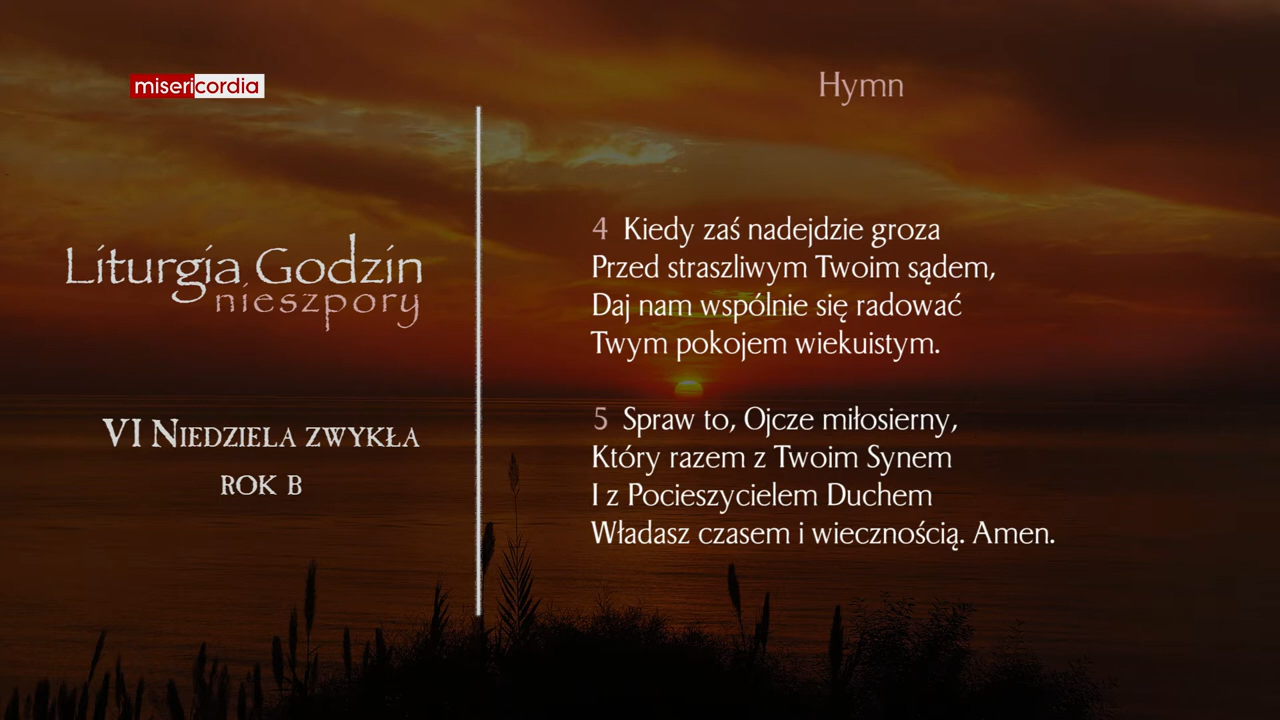 misericordia
Liturgia Godzin
nieszpory
VI Niedziela zwykła
rok B
Hymn
4 Kiedy zaś nadejdzie groza
Przed straszliwym Twoim sądem,
Daj nam wspólnie się radować
Twym pokojem wiekuistym.
5 Spraw to, Ojcze miłosierny,
Który razem z Twoim Synem
I z Pocieszycielem Duchem
Władasz czasem i wiecznością. Amen.